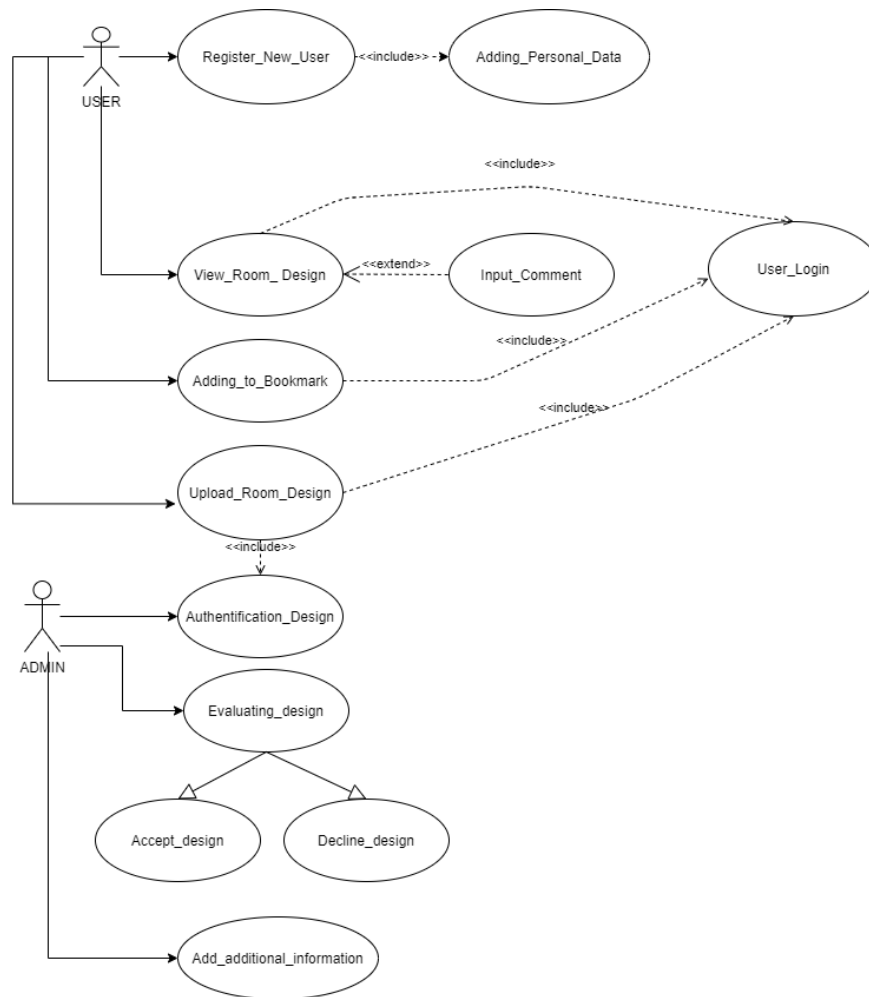 Register_New_User
<<include>>
Adding_Personal_Data
USER
<<include>>
View_Room_ Design
<<extend>>
Input_Comment
User_Login
<<include>>
Adding_to_Bookmark
<<include>>
Upload_Room_Design
<<include>>
Authentification_Design
ADMIN
Evaluating_design
Accept_design
Decline_design
Add_additional_information